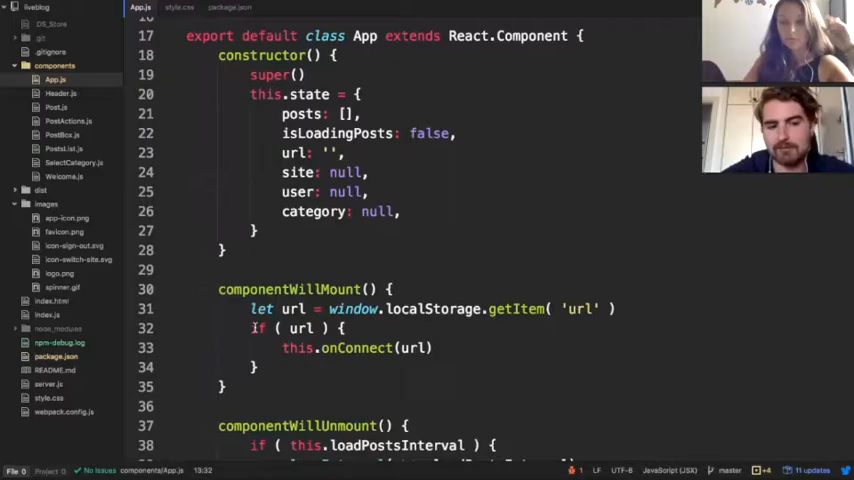 liveblog
App.js
style.css
package.json
.DS_Store
.git
.gitignore
components
App.js
Header.js
Post.js
PostActions.js
PostBox.js
PostsList.js
SelectCategory.js
Welcome.js
dist
images
app-icon.png
favicon.png
icon-sign-out.svg
icon-switch-site.svg
logo.png
spinner.gif
index.html
index.js
node_modules
npm-debug.log
package.json
README.md
server.js
style.css
webpack.config.js
16
17 export default class App extends React.Component {
18 constructor() {
19 super()
20 this.state = {
21 posts: [],
22 isLoadingPosts: false,
23 url: '',
24 site: null,
25 user: null,
26 category: null,
27 }
28 }
29
30 componentWillMount() {
31 let url = window.localStorage.getItem( 'url' )
32 if ( url ) {
33 this.onConnect(url)
34 }
35 }
36
37 componentWillUnmount() {
38 if ( this.loadPostsInterval ) {
File 0 Project 0 No Issues components/App.js 13:32 1 LF UTF-8 JavaScript (JSX) master +4 11 updates